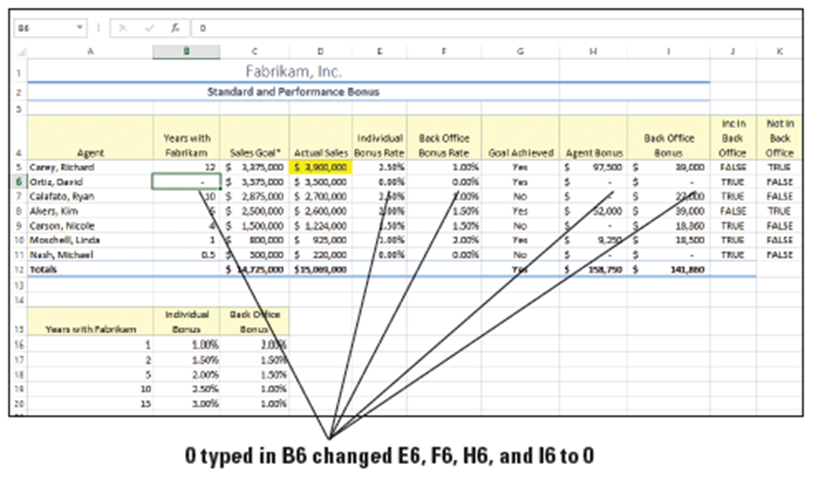 B6 fx 0
A B C D E F G H I J K
1 Fabrikam, Inc.
2 Standard and Performance Bonus
3
4 Agent Years with Fabrikam Sales Goal* Actual Sales Individual Bonus Rate Back Office Bonus Rate Goal Achieved Agent Bonus Back Office Bonus Inc In Back Office Not In Back Office
5 Carey, Richard 12 $ 3,375,000 $ 3,900,000 2.50% 1.00% Yes $ 97,500 $ 39,000 FALSE TRUE
6 Ortiz, David - $ 3,375,000 $ 3,500,000 0.00% 0.00% Yes $ - $ - TRUE FALSE
7 Calafato, Ryan 10 $ 2,875,000 $ 2,700,000 2.50% 1.00% No $ - $ 27,000 TRUE FALSE
8 Akers, Kim $ 2,500,000 $ 2,600,000 2.00% 1.50% Yes $ 52,000 $ 39,000 FALSE TRUE
9 Carson, Nicole 4 $ 1,500,000 $ 1,224,000 1.50% 1.50% No $ - $ 18,360 TRUE FALSE
10 Moschell, Linda 1 $ 800,000 $ 925,000 1.00% 2.00% Yes $ 9,250 $ 18,500 TRUE FALSE
11 Nash, Michael 0.5 $ 300,000 $ 220,000 0.00% 0.00% No $ - $ - TRUE FALSE
12 Totals $ 14,725,000 $15,069,000 Yes $ 158,750 $ 141,860
13
14
15 Years with Fabrikam Individual Bonus Back Office Bonus
16 1 1.00% 2.00%
17 2 1.50% 1.50%
18 5 2.00% 1.50%
19 10 2.50% 1.00%
20 15 3.00% 1.00%
0 typed in B6 changed E6, F6, H6, and I6 to 0